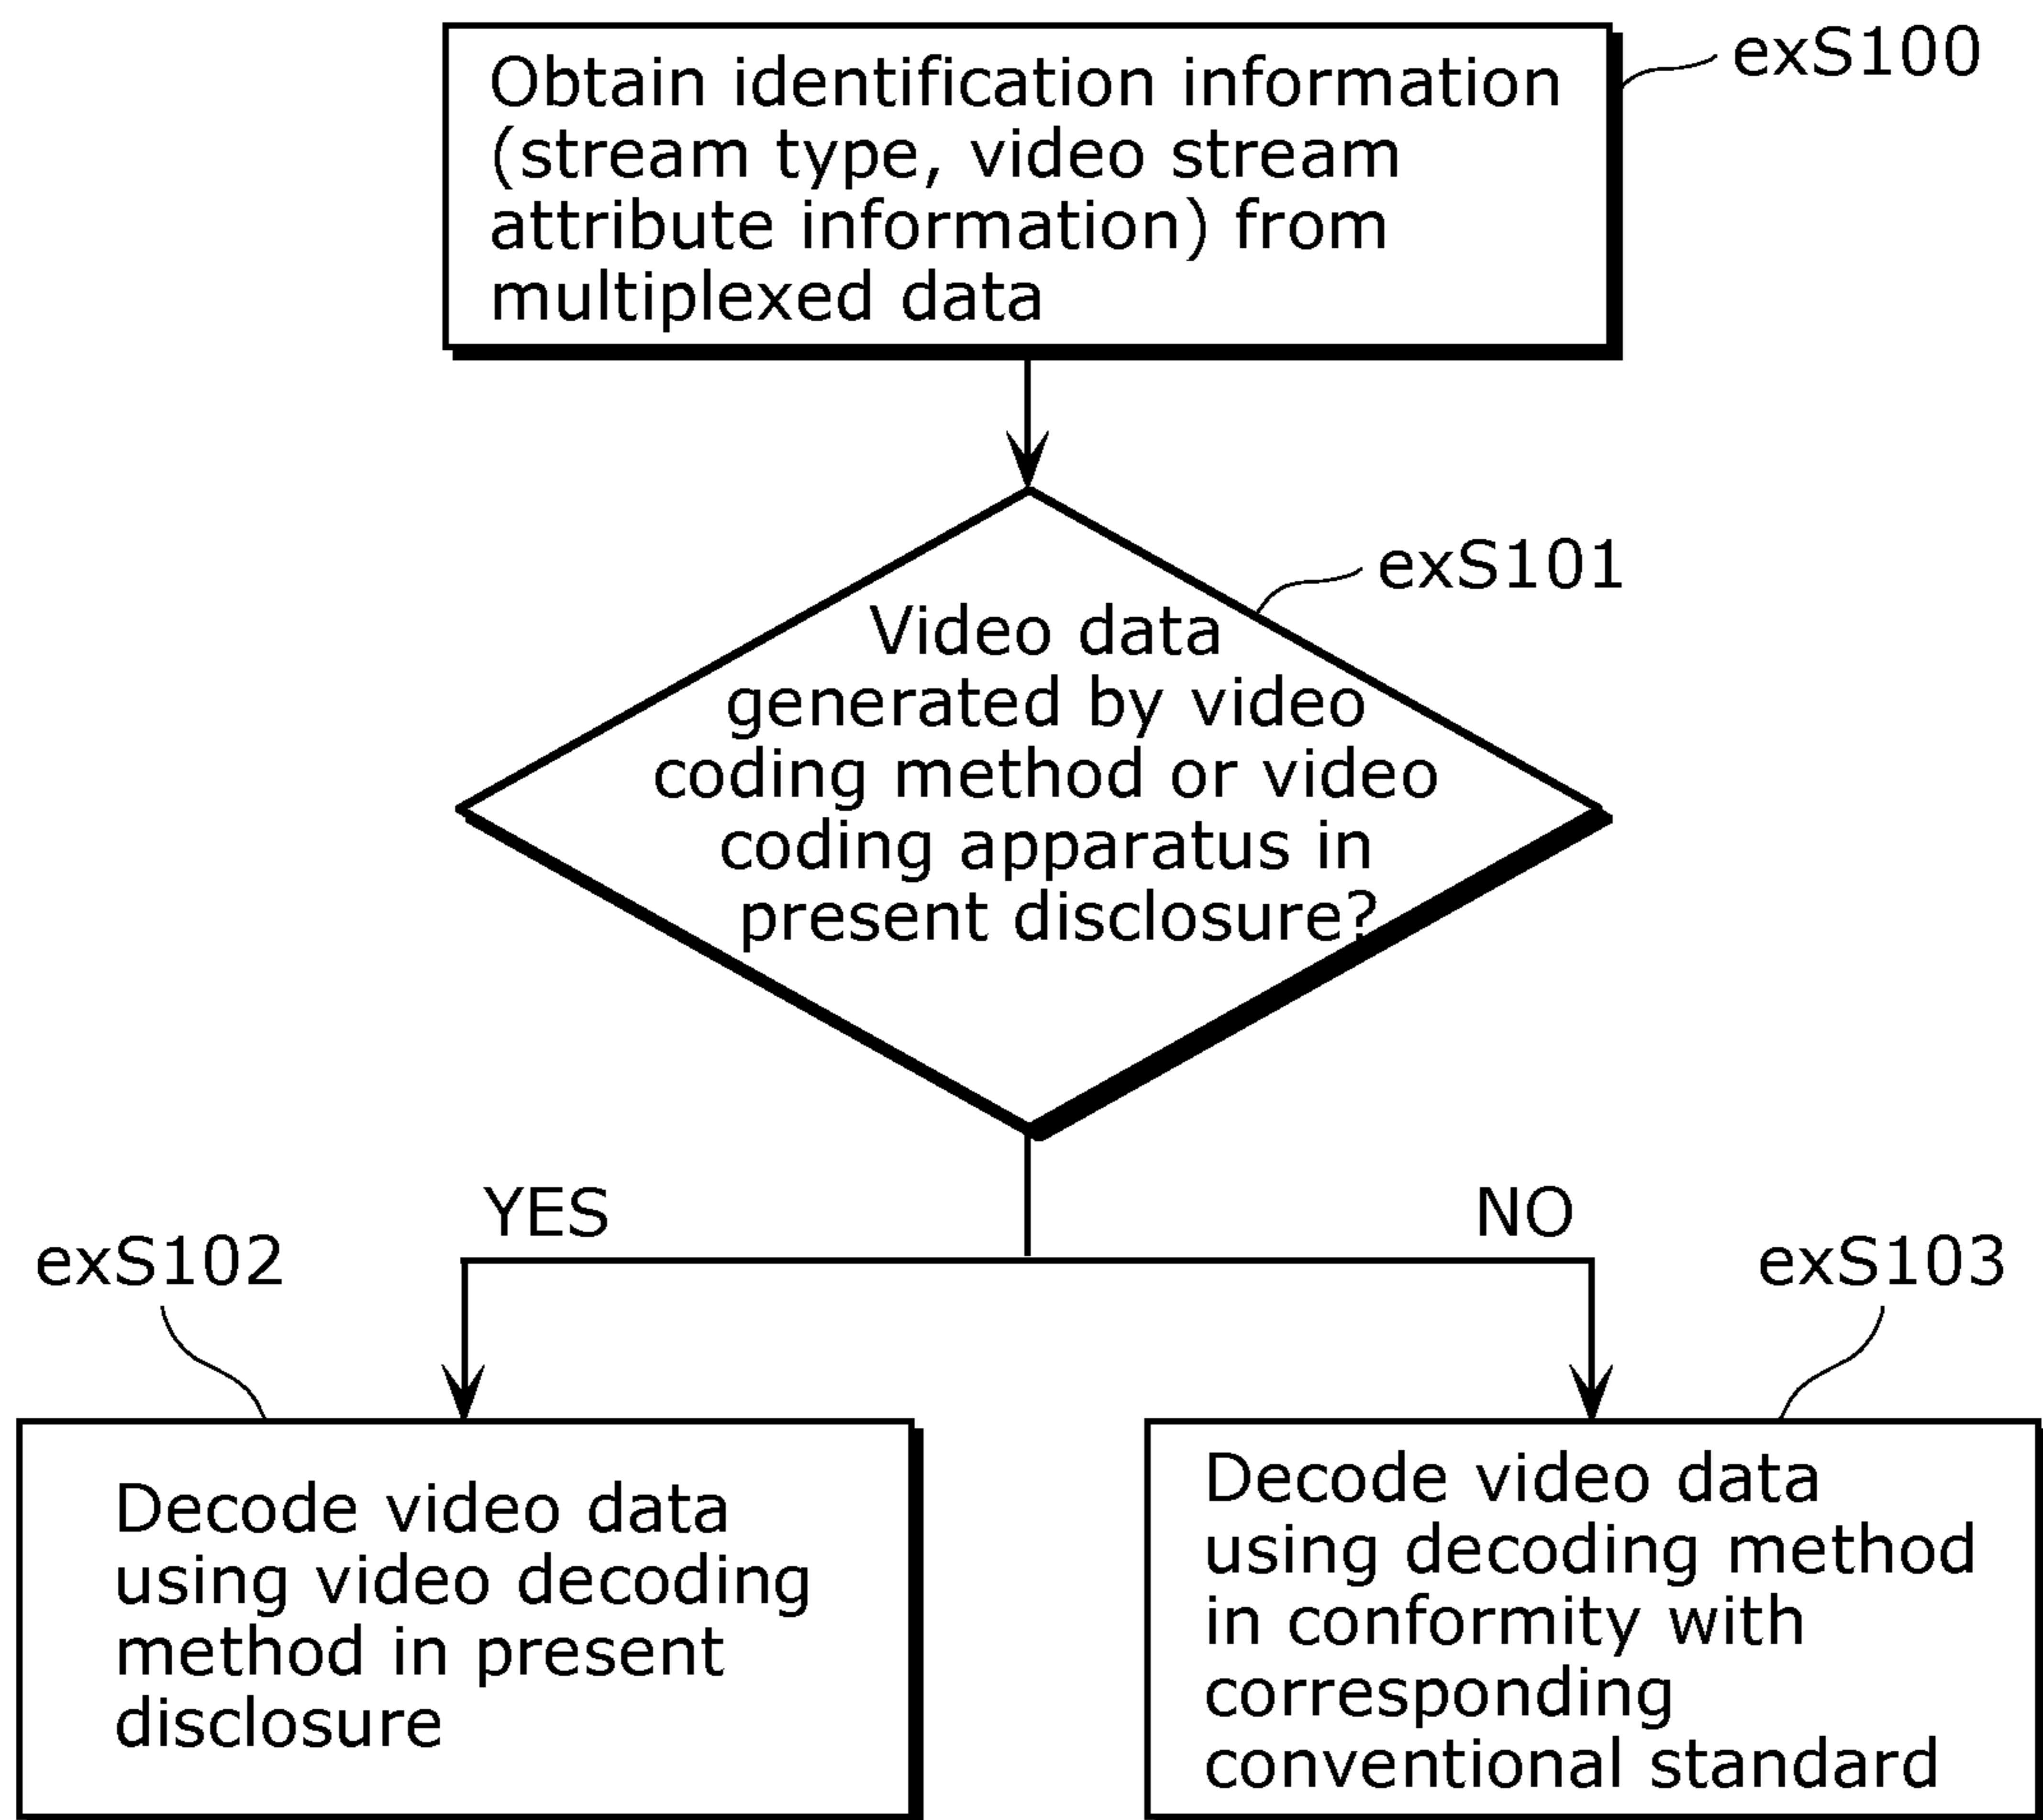 Obtain identification information
(stream type, video stream
attribute information) from
multiplexed data
exS100
exS101
Video data
generated by video
coding method or video
coding apparatus in
present disclosure?
YES
NO
exS102
exS103
Decode video data
using video decoding
method in present
disclosure
Decode video data
using decoding method
in conformity with
corresponding
conventional standard